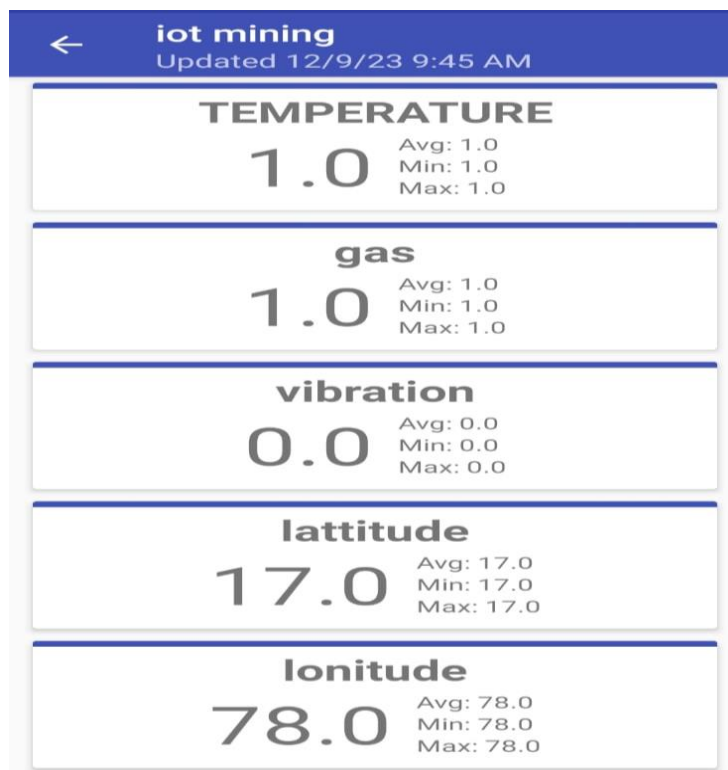 iot mining
Updated 12/9/23 9:45 AM
TEMPERATURE
1.0
Avg: 1.0
Min: 1.0
Max: 1.0
gas
1.0
Avg: 1.0
Min: 1.0
Max: 1.0
vibration
0.0
Avg: 0.0
Min: 0.0
Max: 0.0
lattitude
17.0
Avg: 17.0
Min: 17.0
Max: 17.0
lonitude
78.0
Avg: 78.0
Min: 78.0
Max: 78.0